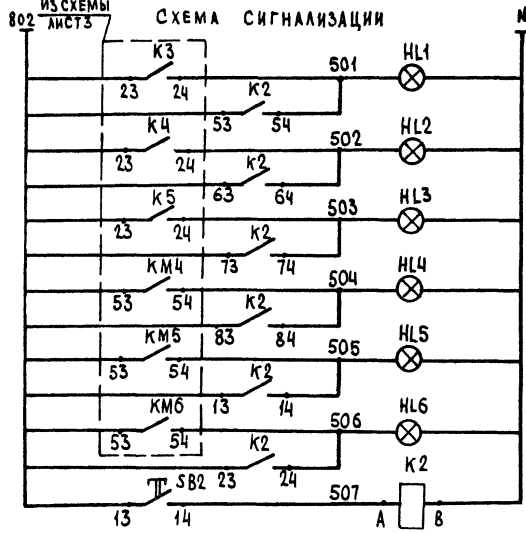 ИЗ СХЕМЫ
ЛИСТ3
СХЕМА СИГНАЛИЗАЦИИ
802
N
К3
501
HL1
23 24
К2
53 54
К4
502
HL2
23 24
К2
63 64
К5
503
HL3
23 24
К2
73 74
КМ4
504
HL4
53 54
К2
83 84
КМ5
505
HL5
53 54
К2
13 14
КМ6
506
HL6
53 54
К2
23 24
К2
SB2
507
13 14
А В